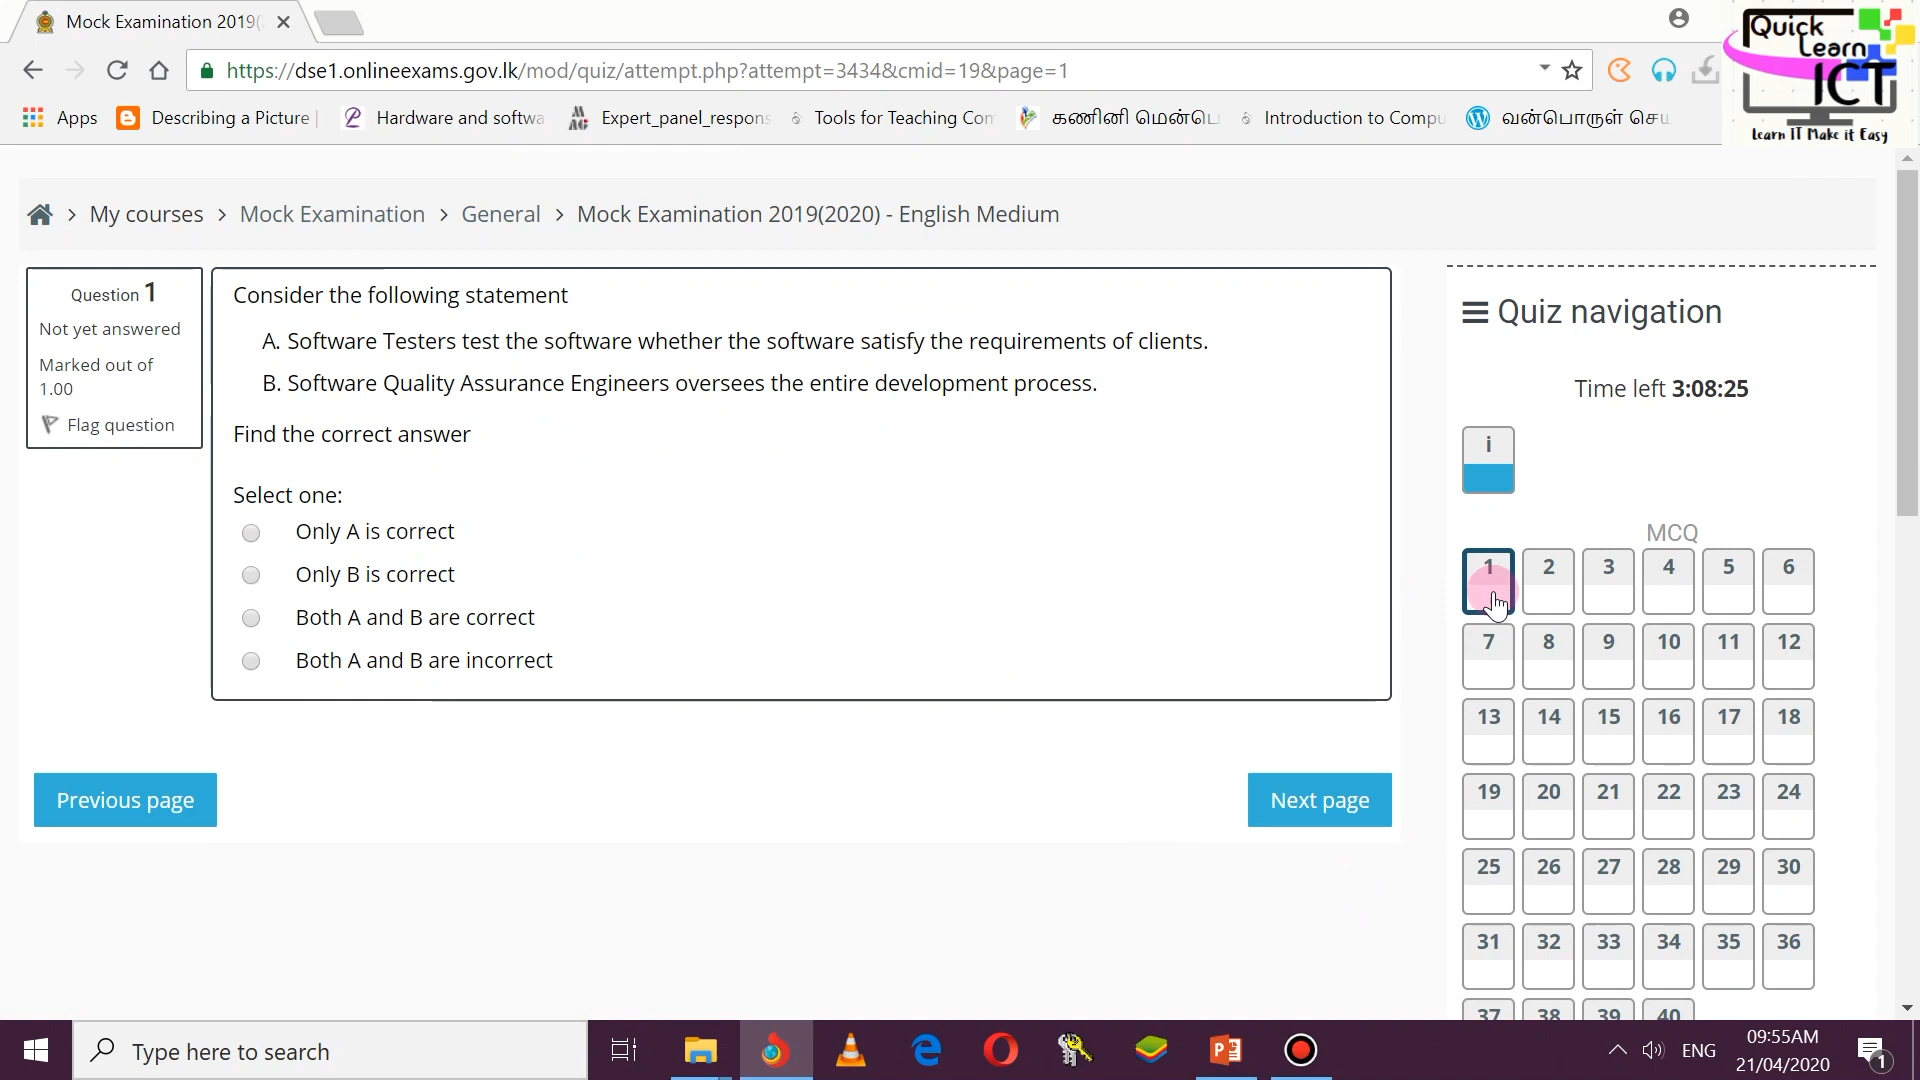 Mock Examination 2019(
Quick
Learn
ICT
Learn IT Make it Easy
https://dse1.onlineexams.gov.lk/mod/quiz/attempt.php?attempt=3434&cmid=19&page=1
Apps Describing a Picture Hardware and softwa Expert_panel_respons Tools for Teaching Com கணினி மென்பெ Introduction to Compu வன்பொருள் செய
My courses > Mock Examination > General > Mock Examination 2019(2020) - English Medium
Question 1
Not yet answered
Marked out of
1.00
Flag question
Consider the following statement
A. Software Testers test the software whether the software satisfy the requirements of clients.
B. Software Quality Assurance Engineers oversees the entire development process.
Find the correct answer
Select one:
Only A is correct
Only B is correct
Both A and B are correct
Both A and B are incorrect
Previous page
Next page
Quiz navigation
Time left 3:08:25
i
MCQ
1 2 3 4 5 6
7 8 9 10 11 12
13 14 15 16 17 18
19 20 21 22 23 24
25 26 27 28 29 30
31 32 33 34 35 36
37 38 39 40
Type here to search
ENG
09:55AM
21/04/2020
1